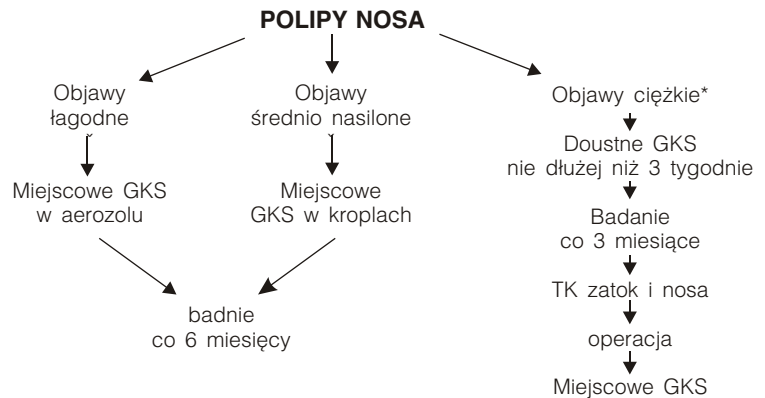 POLIPY NOSA
Objawy
łagodne
Miejscowe GKS
w aerozolu
Objawy
średnio nasilone
Miejscowe
GKS w kroplach
badnie
co 6 miesięcy
Objawy ciężkie*
Doustne GKS
nie dłużej niż 3 tygodnie
Badanie
co 3 miesiące
TK zatok i nosa
operacja
Miejscowe GKS